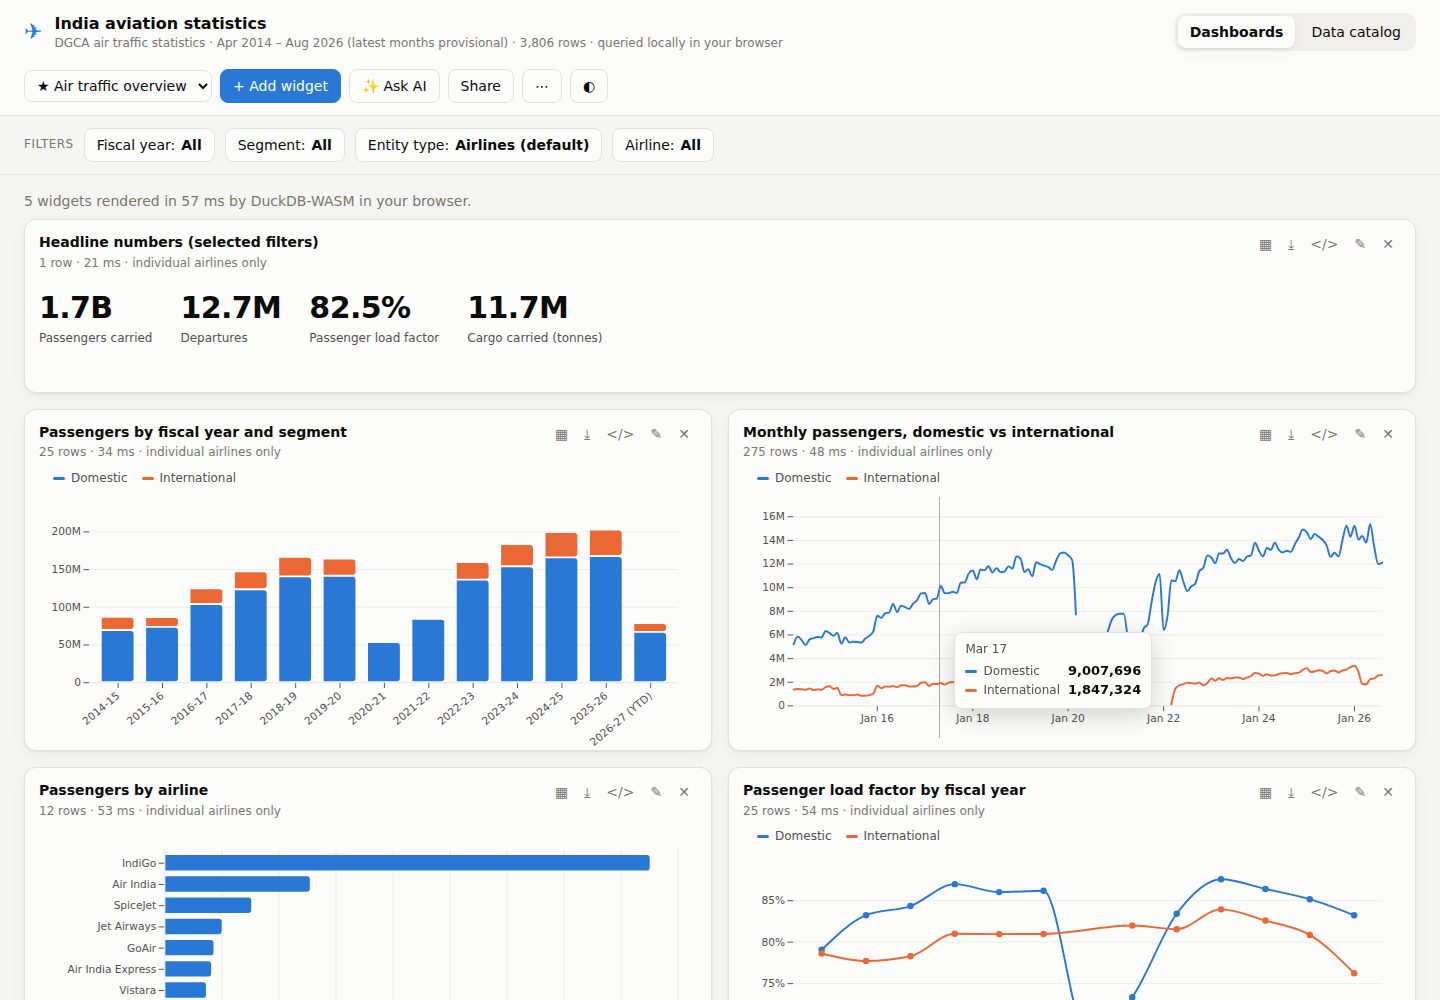 ✈ India aviation statistics
DGCA air traffic statistics · Apr 2014 – Aug 2026 (latest months provisional) · 3,806 rows · queried locally in your browser
Dashboards Data catalog
★ Air traffic overview + Add widget ✨ Ask AI Share ⋯ ◐
FILTERS Fiscal year: All Segment: All Entity type: Airlines (default) Airline: All
5 widgets rendered in 57 ms by DuckDB-WASM in your browser.
Headline numbers (selected filters)
▦ ⤓ </> ✎ ✕
1 row · 21 ms · individual airlines only
1.7B 12.7M 82.5% 11.7M
Passengers carried Departures Passenger load factor Cargo carried (tonnes)
Passengers by fiscal year and segment
▦ ⤓ </> ✎ ✕
25 rows · 34 ms · individual airlines only
Domestic International
200M
150M
100M
50M
0
2014-15 2015-16 2016-17 2017-18 2018-19 2019-20 2020-21 2021-22 2022-23 2023-24 2024-25 2025-26 2026-27 (YTD)
Monthly passengers, domestic vs international
▦ ⤓ </> ✎ ✕
275 rows · 48 ms · individual airlines only
Domestic International
16M
14M
12M
10M
8M
6M
4M
2M
0
Mar 17
Domestic 9,007,696
International 1,847,324
Jan 16 Jan 18 Jan 20 Jan 22 Jan 24 Jan 26
Passengers by airline
▦ ⤓ </> ✎ ✕
12 rows · 53 ms · individual airlines only
IndiGo
Air India
SpiceJet
Jet Airways
GoAir
Air India Express
Vistara
Passenger load factor by fiscal year
▦ ⤓ </> ✎ ✕
25 rows · 54 ms · individual airlines only
Domestic International
85%
80%
75%